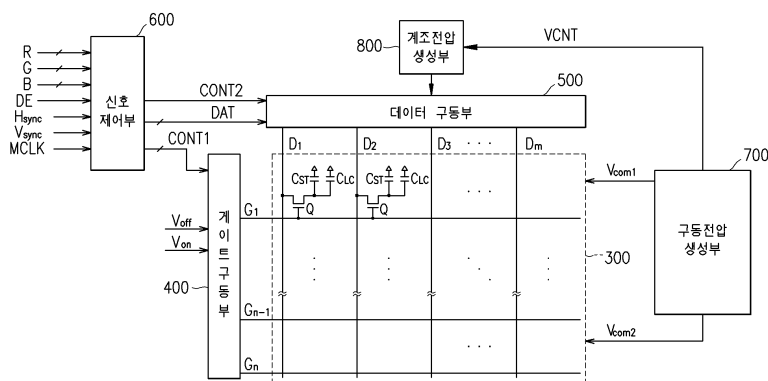 600
R
G
B
DE
Hsync
Vsync
MCLK
신호
제어부
CONT2
DAT
CONT1
800
계조전압
생성부
VCNT
500
데이터 구동부
D1 D2 D3 · · · Dm
700
구동전압
생성부
Vcom1
Vcom2
300
Voff
Von
400
게이트구동부
G1
Gn-1
Gn
CST CLC
Q
CST CLC
Q